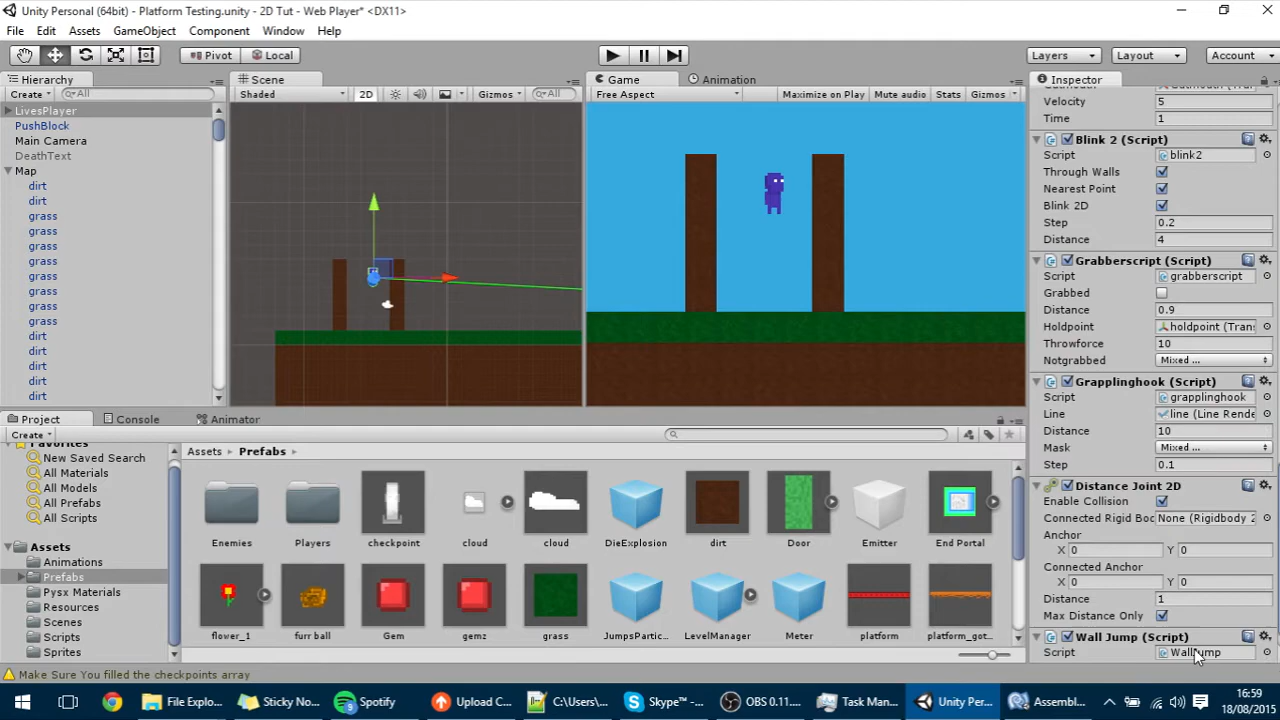 Unity Personal (64bit) - Platform Testing.unity - 2D Tut - Web Player* <DX11>
File Edit Assets GameObject Component Window Help
Pivot Local Layers Layout Account
Hierarchy
Create All
LivesPlayer
PushBlock
Main Camera
DeathText
Map
dirt
dirt
grass
grass
grass
grass
grass
grass
grass
grass
dirt
dirt
dirt
dirt
dirt
Scene
Shaded 2D Gizmos All
Game Animation
Free Aspect Maximize on Play Mute audio Stats Gizmos
Inspector
Velocity 5
Time 1
Blink 2 (Script)
Script blink2
Through Walls
Nearest Point
Blink 2D
Step 0.2
Distance 4
Grabberscript (Script)
Script grabberscript
Grabbed
Distance 0.9
Holdpoint holdpoint (Trans
Throwforce 10
Notgrabbed Mixed ...
Grapplinghook (Script)
Script grapplinghook
Line line (Line Rende
Distance 10
Mask Mixed ...
Step 0.1
Distance Joint 2D
Enable Collision
Connected Rigid Boc None (Rigidbody 2
Anchor
X 0 Y 0
Connected Anchor
X 0 Y 0
Distance 1
Max Distance Only
Wall Jump (Script)
Script WallJump
Project Console Animator
Create
Favorites
New Saved Search
All Materials
All Models
All Prefabs
All Scripts
Assets
Animations
Prefabs
Pysx Materials
Resources
Scenes
Scripts
Sprites
Assets Prefabs
Enemies Players checkpoint cloud cloud DieExplosion dirt Door Emitter End Portal
flover_1 furr ball Gem gemz grass JumpsPartic... LevelManager Meter platform platform_got...
Make Sure You filled the checkpoints array
File Explo... Sticky No... Spotify Upload C... C:\Users\... Skype™ -... OBS 0.11.... Task Man... Unity Per... Assembl...
16:59
18/08/2015